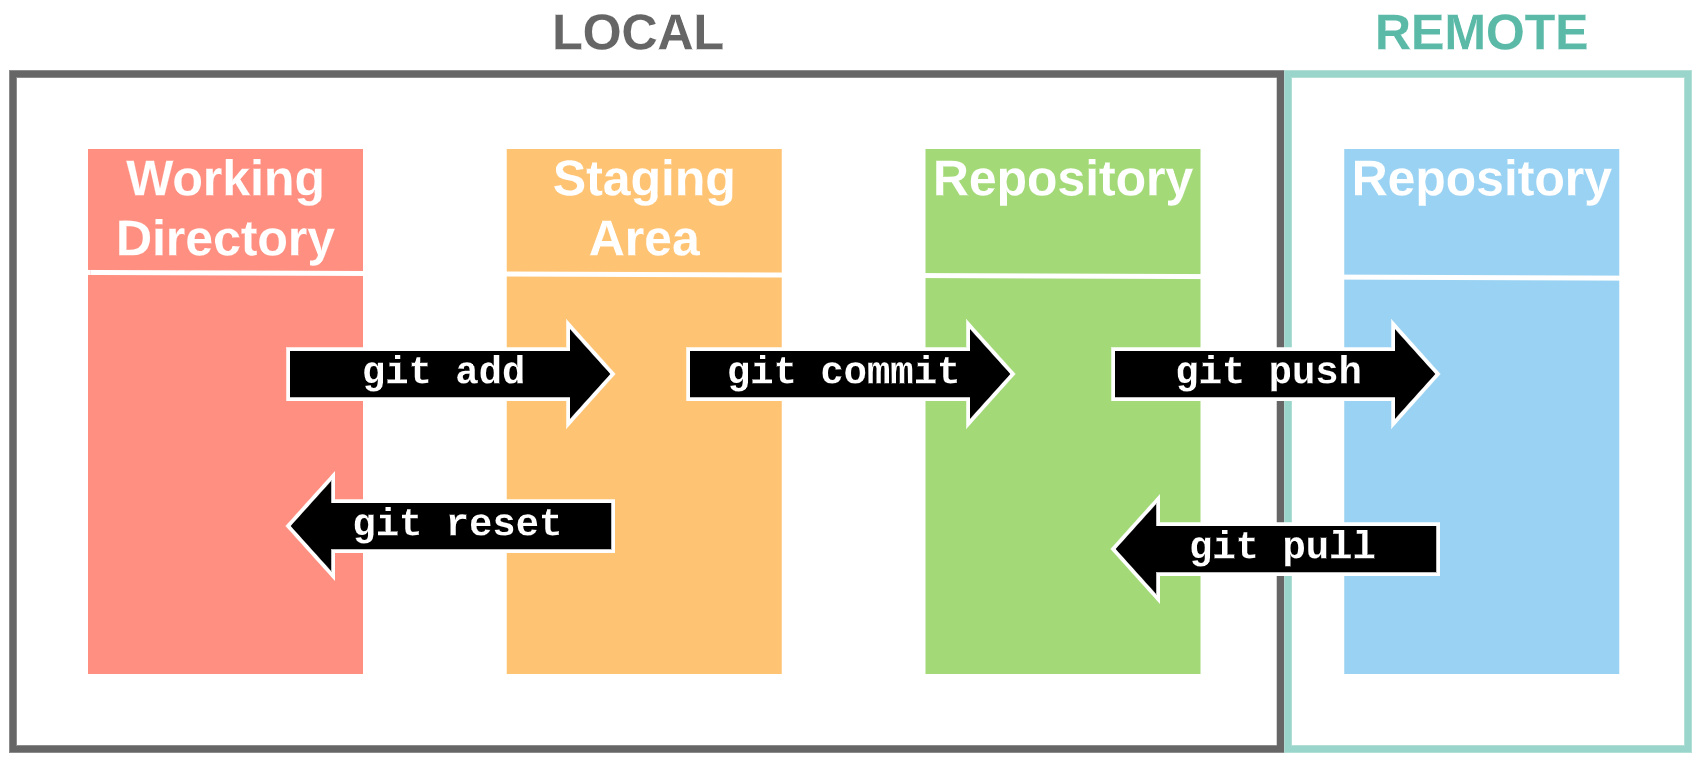 LOCAL
REMOTE
Working
Directory
Staging
Area
Repository
Repository
git add
git commit
git push
git reset
git pull